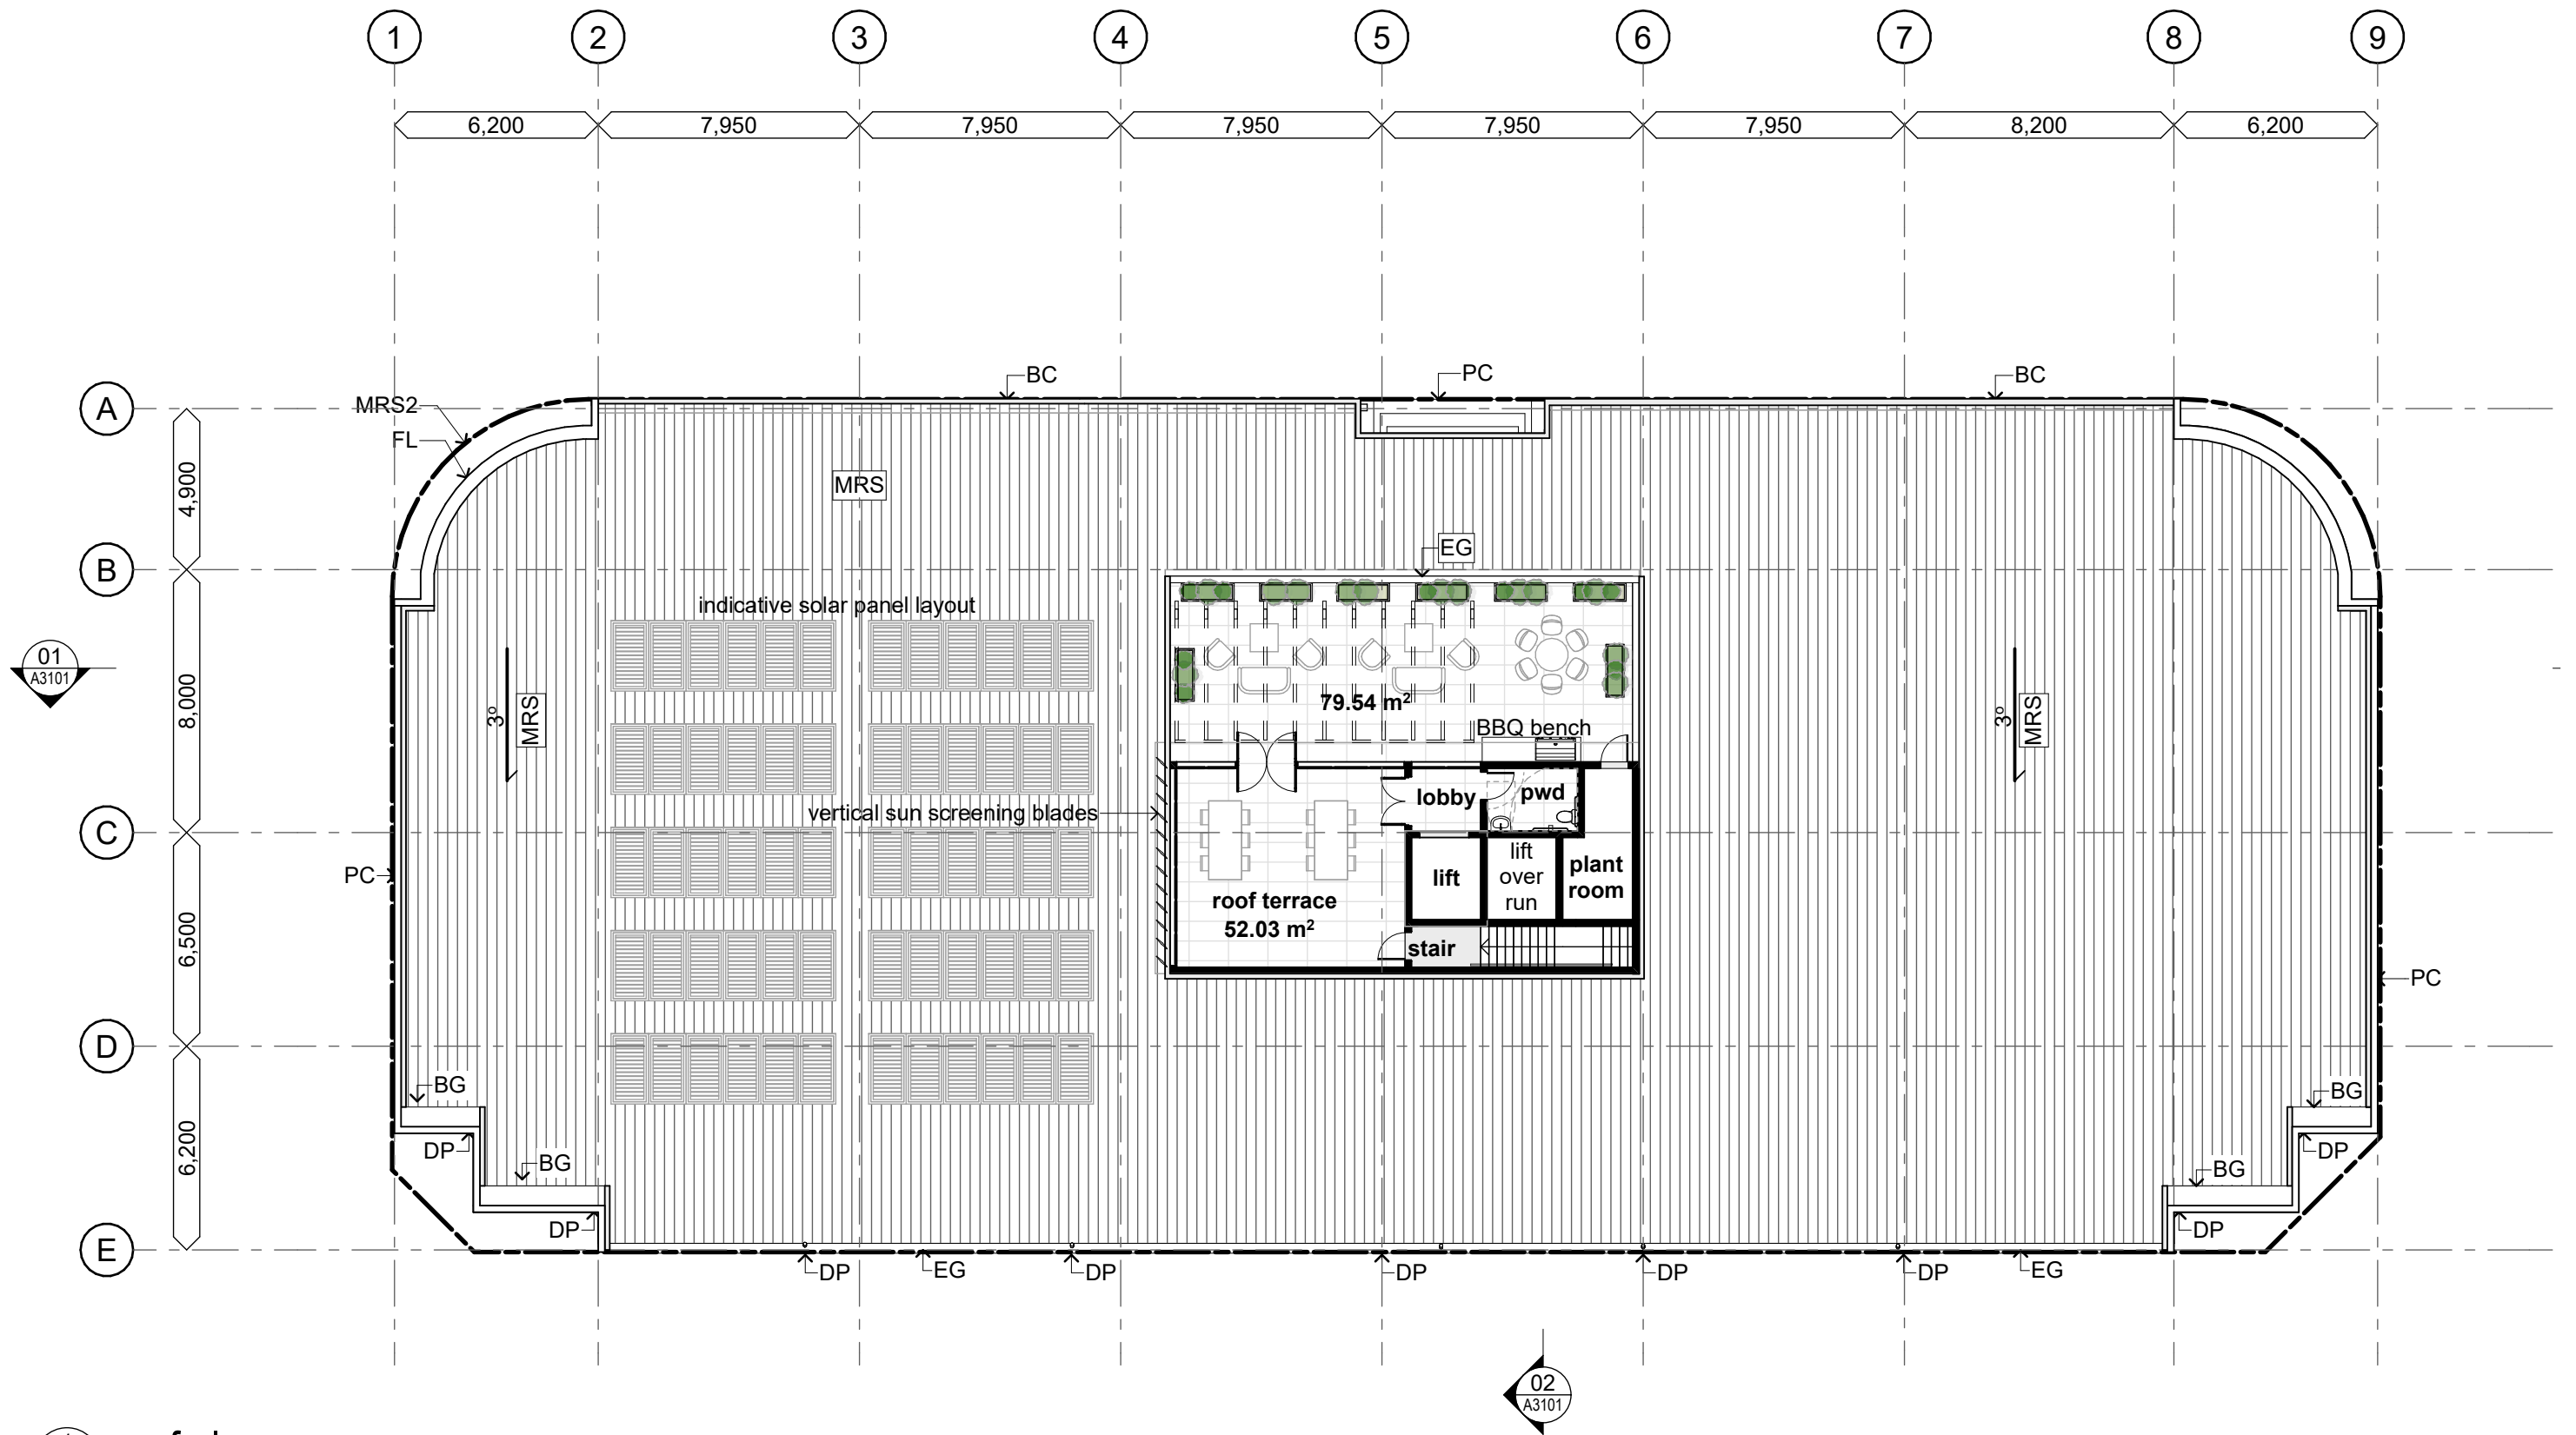 1 2 3 4 5 6 7 8 9
6,200 7,950 7,950 7,950 7,950 7,950 8,200 6,200
BC PC BC
A
MRS2
FL
4,900
MRS
EG
B
indicative solar panel layout
01
A3101
8,000
3°
MRS
79.54 m²
BBQ bench
3°
MRS
lobby
pwd
vertical sun screening blades
C
PC
lift
lift
over
run
plant
room
roof terrace
52.03 m²
6,500
stair
PC
D
BG
BG
DP
DP
6,200
BG
BG
DP
DP
E
DP EG DP DP DP DP EG
02
A3101